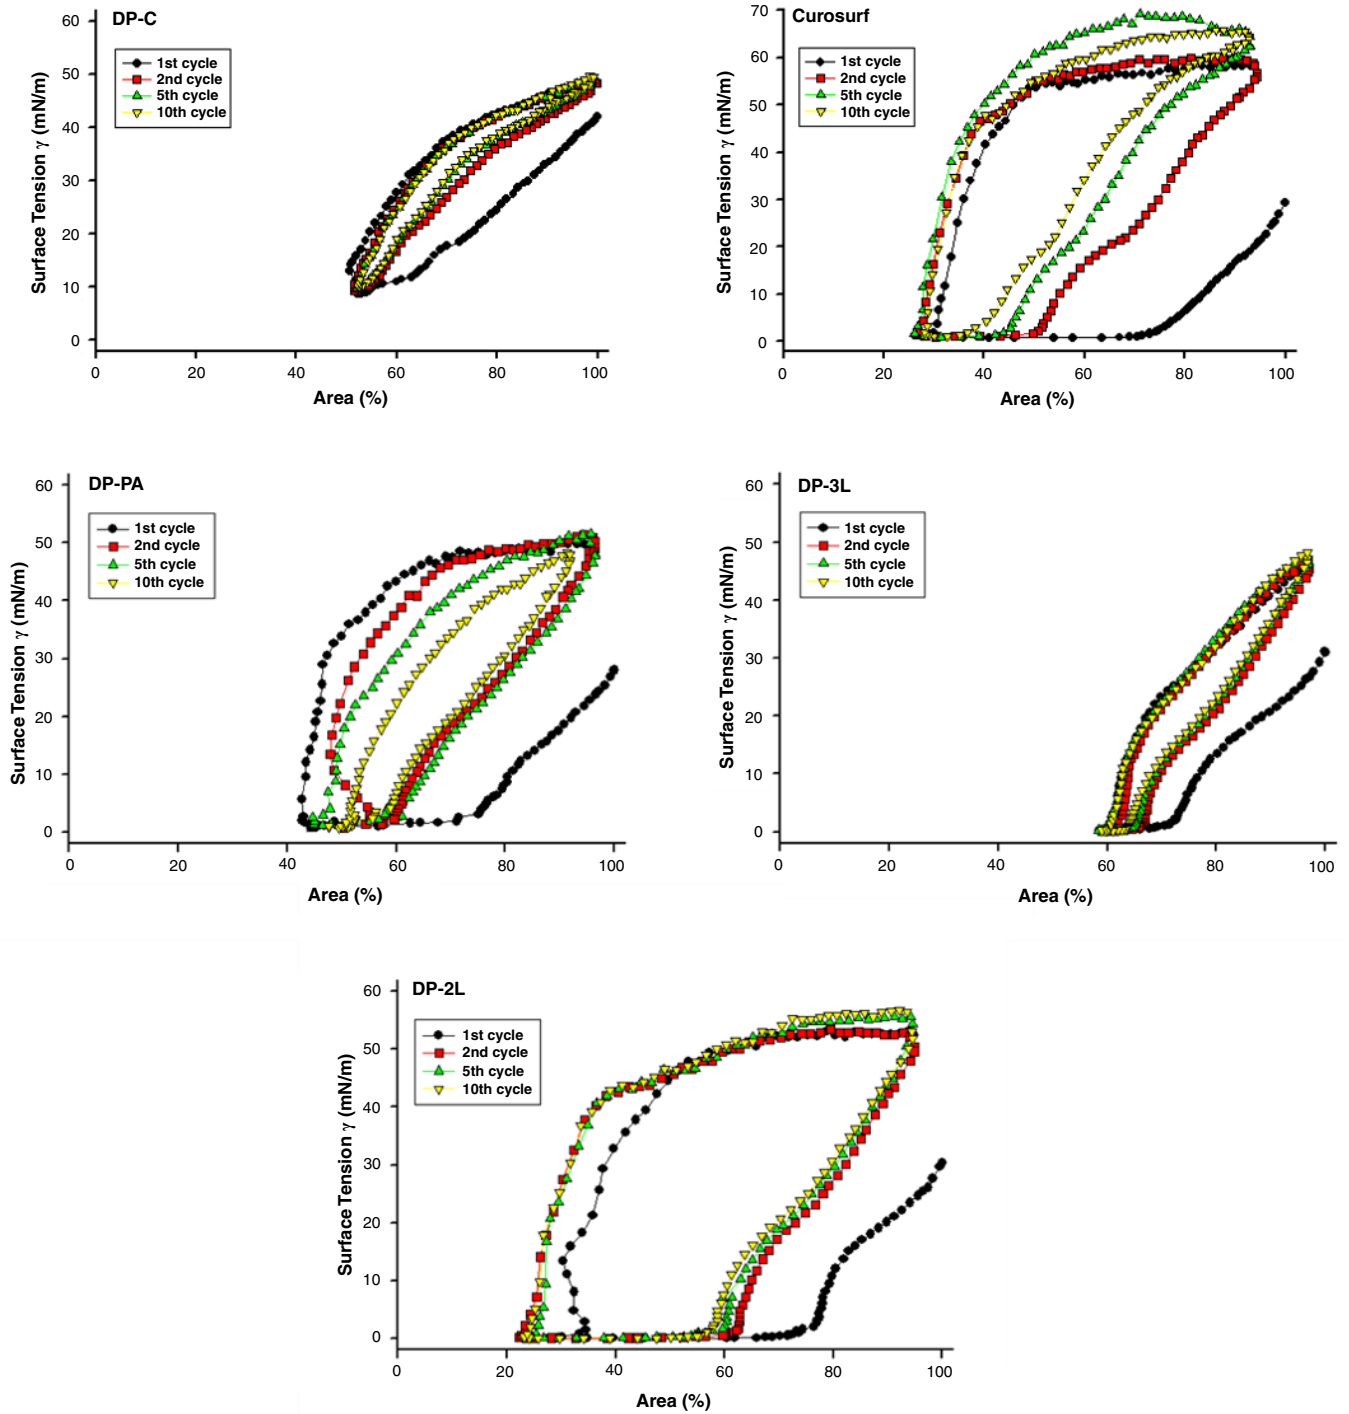 DP-C
1st cycle
2nd cycle
5th cycle
10th cycle
Surface Tension γ (mN/m)
60
50
40
30
20
10
0
0 20 40 60 80 100
Area (%)
Curosurf
1st cycle
2nd cycle
5th cycle
10th cycle
Surface Tension γ (mN/m)
70
60
50
40
30
20
10
0
0 20 40 60 80 100
Area (%)
DP-PA
1st cycle
2nd cycle
5th cycle
10th cycle
Surface Tension γ (mN/m)
60
50
40
30
20
10
0
0 20 40 60 80 100
Area (%)
DP-3L
1st cycle
2nd cycle
5th cycle
10th cycle
Surface Tension γ (mN/m)
60
50
40
30
20
10
0
0 20 40 60 80 100
Area (%)
DP-2L
1st cycle
2nd cycle
5th cycle
10th cycle
Surface Tension γ (mN/m)
60
50
40
30
20
10
0
0 20 40 60 80 100
Area (%)